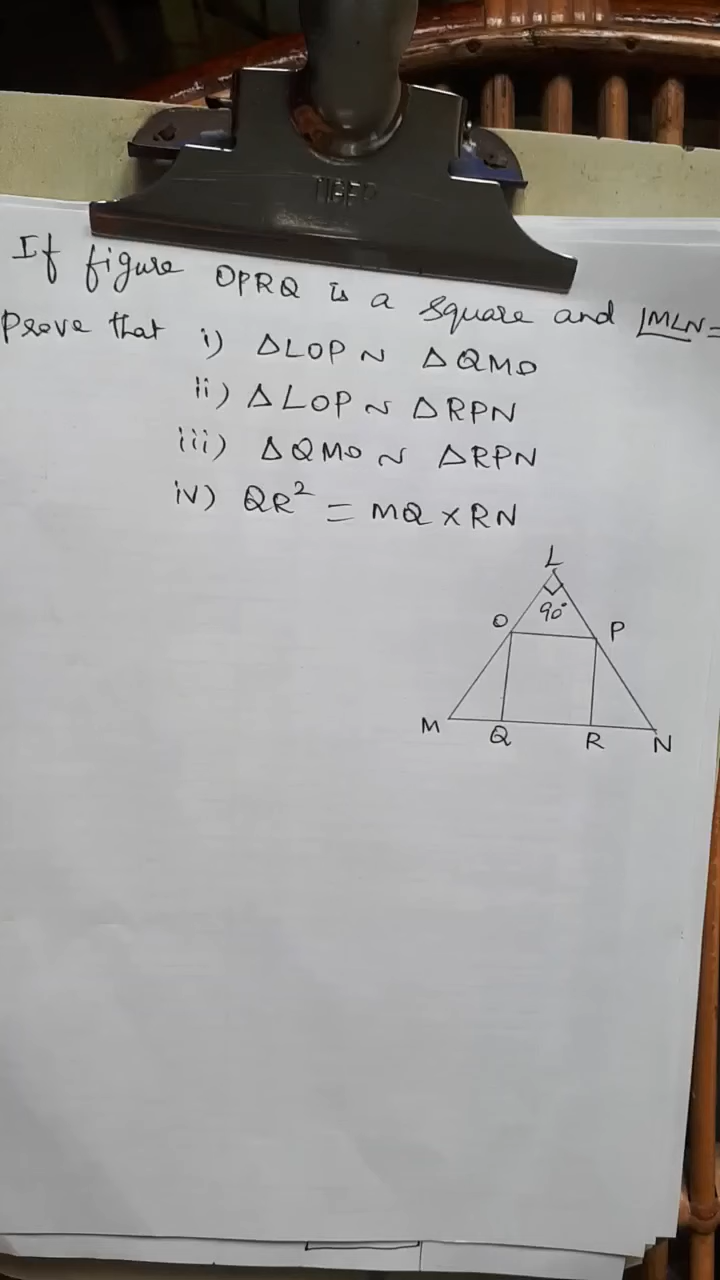 If figure OPRQ is a square and ∠MLN =
Prove that i) ΔLOP ~ ΔQMO
ii) ΔLOP ~ ΔRPN
iii) ΔQMO ~ ΔRPN
iv) QR² = MQ × RN
L
90°
O P
M Q R N